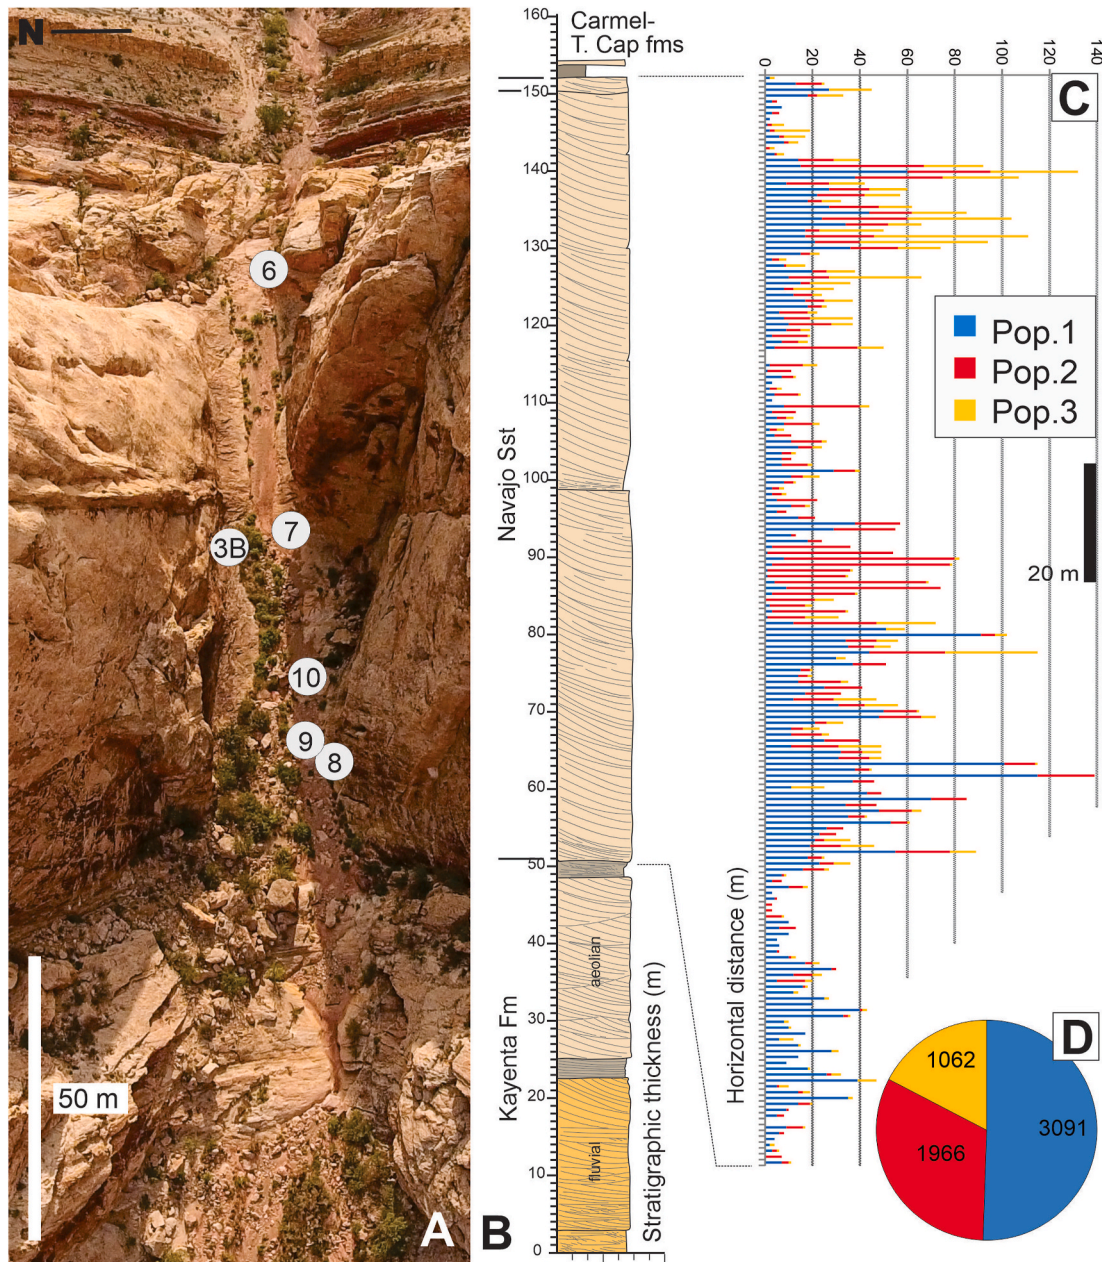 N
6
7
3B
10
9
8
50 m
A
160
150
140
130
120
110
100
90
80
70
60
50
40
30
20
10
0
Carmel-
T. Cap fms
Navajo Sst
Kayenta Fm
aeolian
fluvial
Stratigraphic thickness (m)
B
0
20
40
60
80
100
120
140
C
Pop.1
Pop.2
Pop.3
20 m
Horizontal distance (m)
D
1062
3091
1966